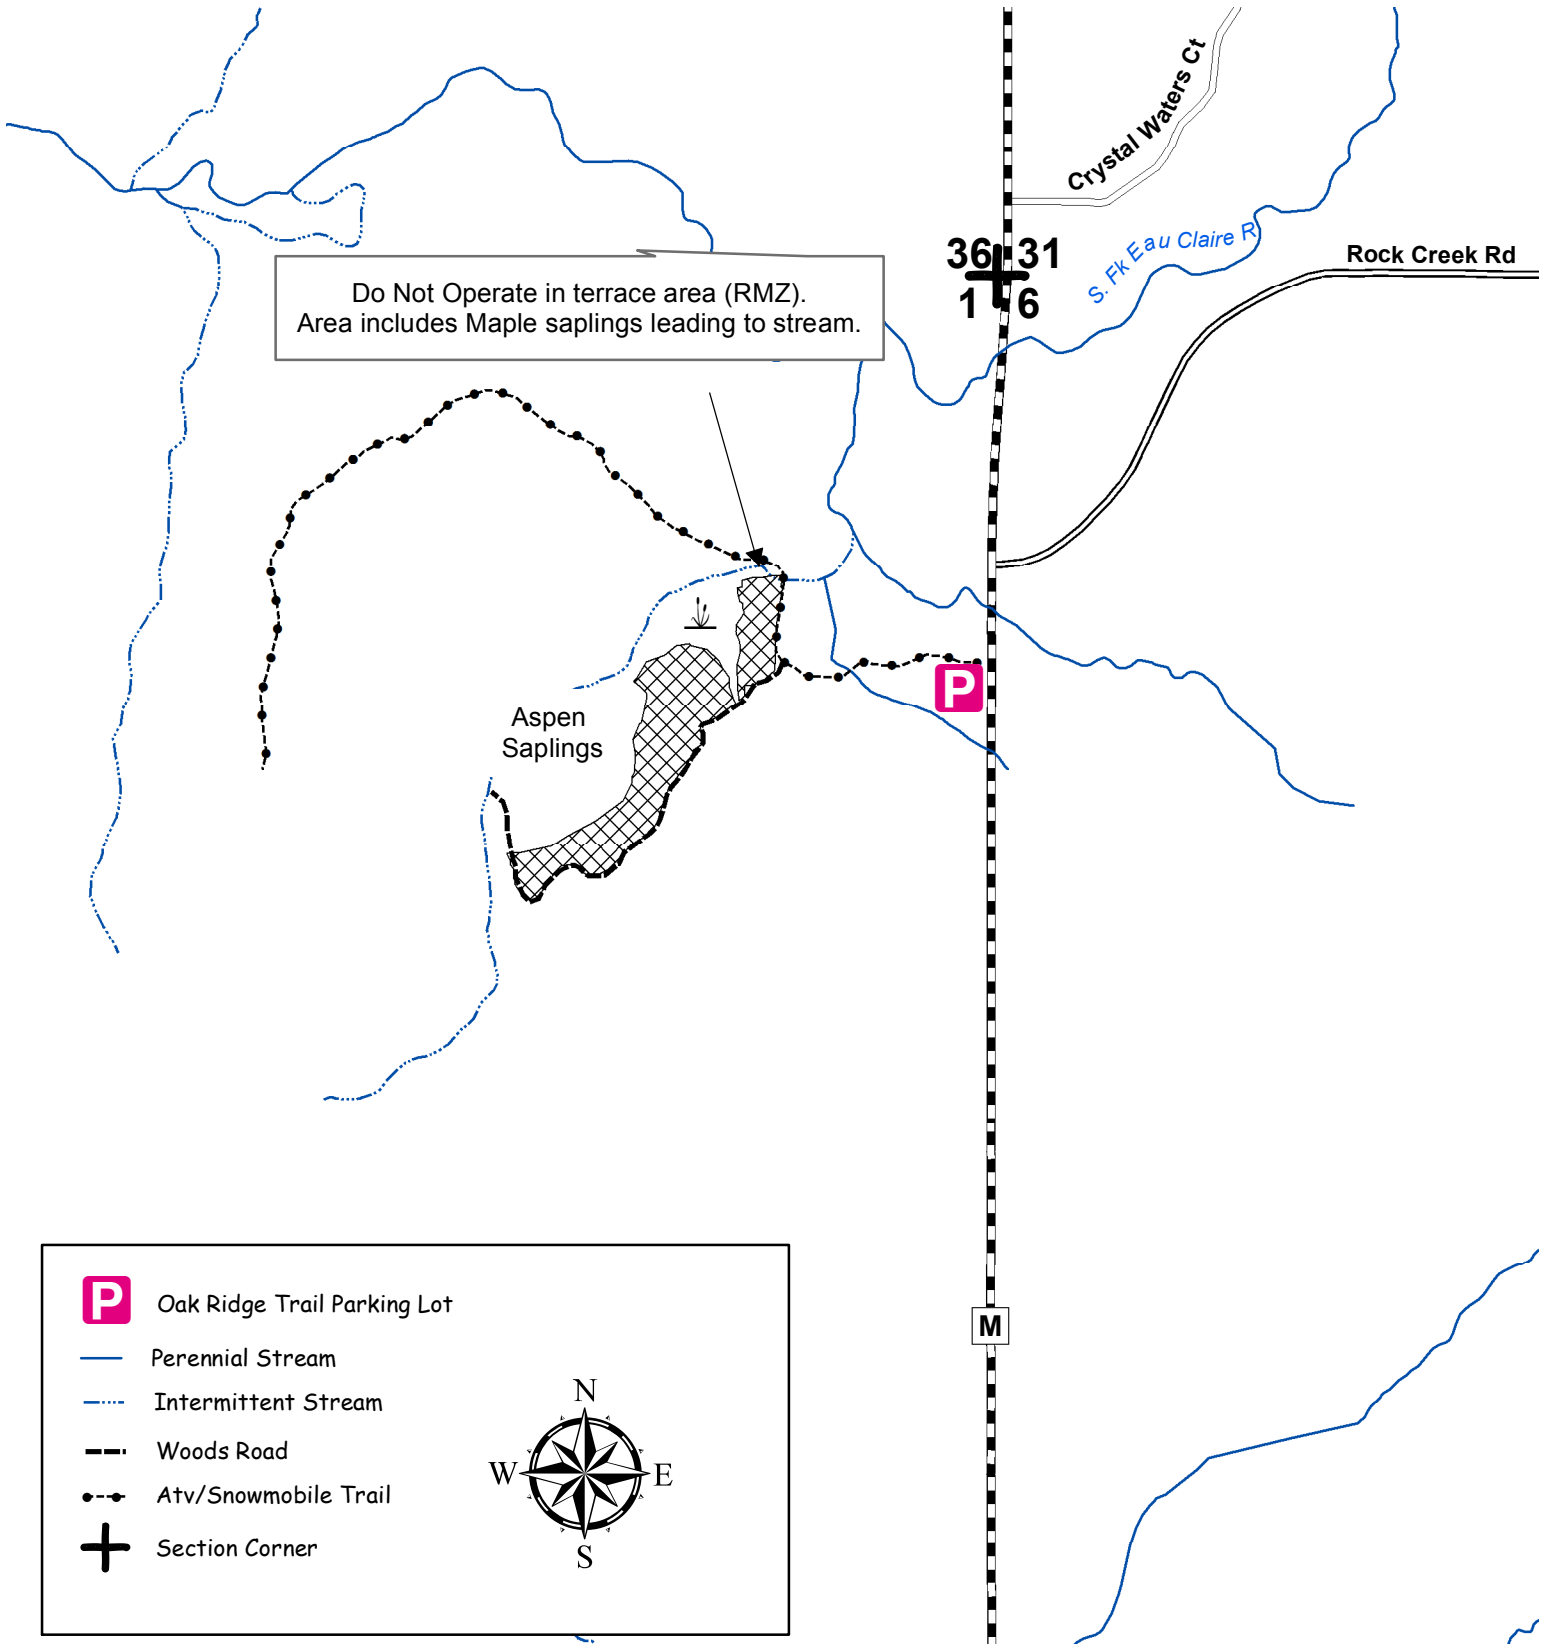 Crystal Waters Ct
36 31
1 6
S. Fk Eau Claire R
Rock Creek Rd
Do Not Operate in terrace area (RMZ).
Area includes Maple saplings leading to stream.
P
Aspen
Saplings
M
P Oak Ridge Trail Parking Lot
Perennial Stream
Intermittent Stream
Woods Road
Atv/Snowmobile Trail
Section Corner
N
W E
S